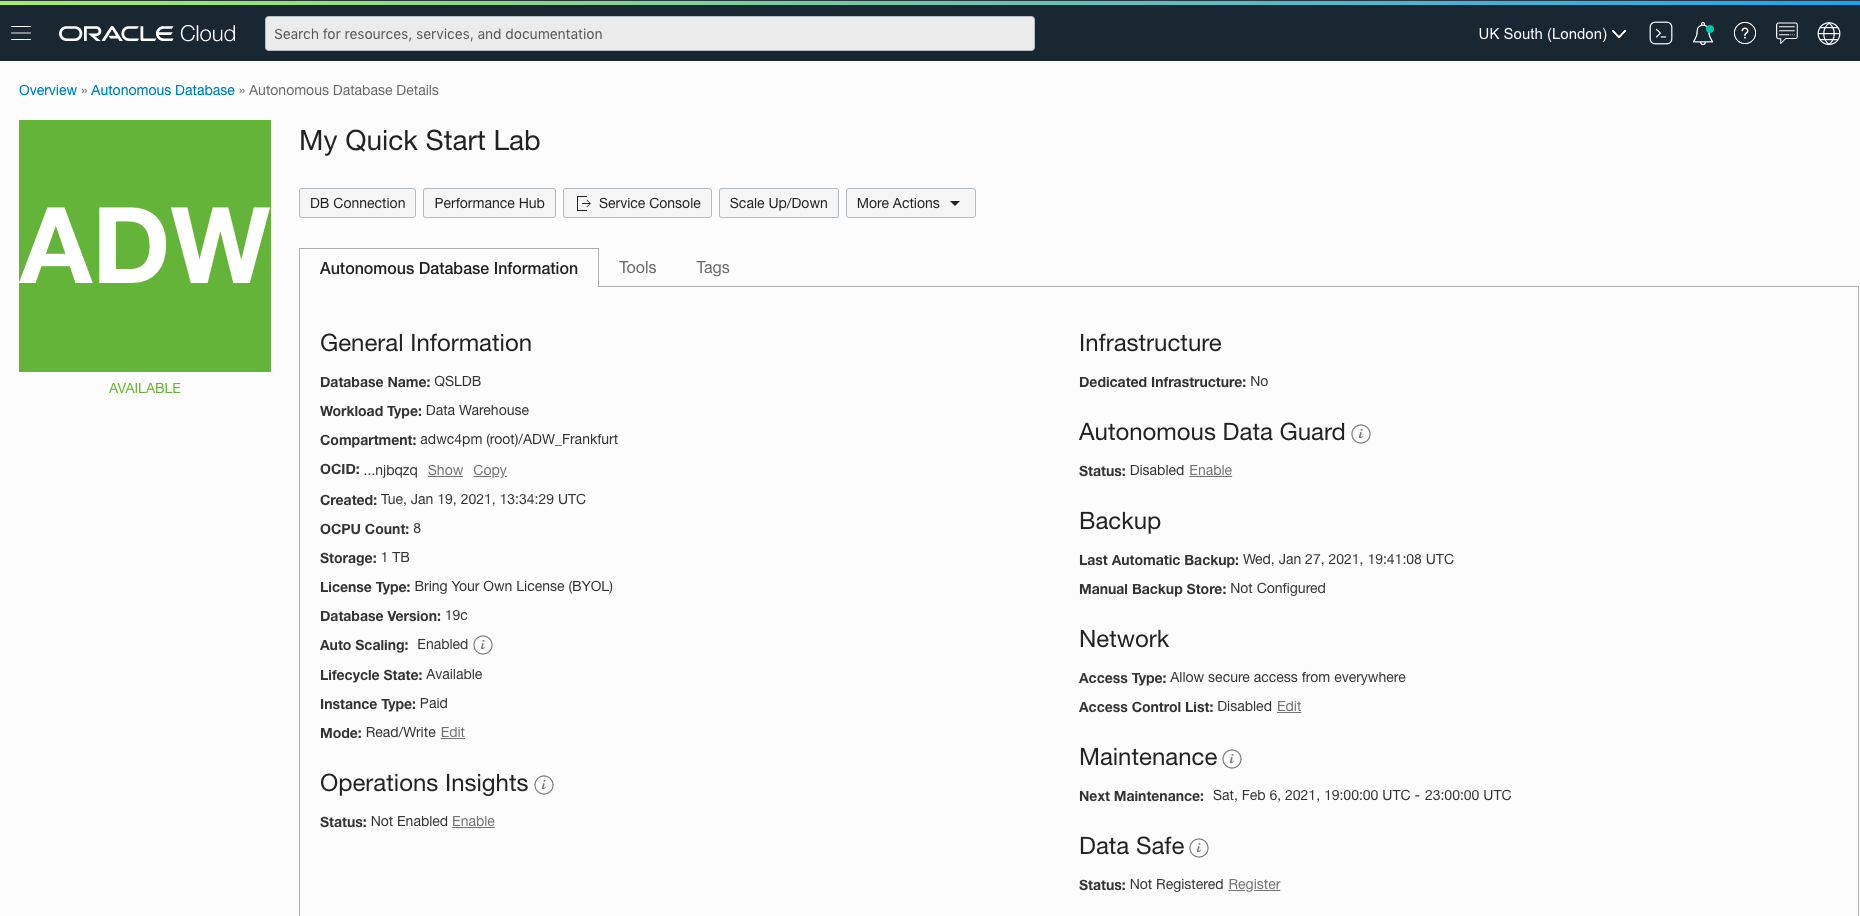 ORACLE Cloud
Search for resources, services, and documentation
UK South (London)
Overview » Autonomous Database » Autonomous Database Details
ADW
AVAILABLE
My Quick Start Lab
DB Connection
Performance Hub
Service Console
Scale Up/Down
More Actions
Autonomous Database Information
Tools
Tags
General Information
Database Name: QSLDB
Workload Type: Data Warehouse
Compartment: adwc4pm (root)/ADW_Frankfurt
OCID: ...njbqzq Show Copy
Created: Tue, Jan 19, 2021, 13:34:29 UTC
OCPU Count: 8
Storage: 1 TB
License Type: Bring Your Own License (BYOL)
Database Version: 19c
Auto Scaling: Enabled i
Lifecycle State: Available
Instance Type: Paid
Mode: Read/Write Edit
Operations Insights i
Status: Not Enabled Enable
Infrastructure
Dedicated Infrastructure: No
Autonomous Data Guard i
Status: Disabled Enable
Backup
Last Automatic Backup: Wed, Jan 27, 2021, 19:41:08 UTC
Manual Backup Store: Not Configured
Network
Access Type: Allow secure access from everywhere
Access Control List: Disabled Edit
Maintenance i
Next Maintenance: Sat, Feb 6, 2021, 19:00:00 UTC - 23:00:00 UTC
Data Safe i
Status: Not Registered Register